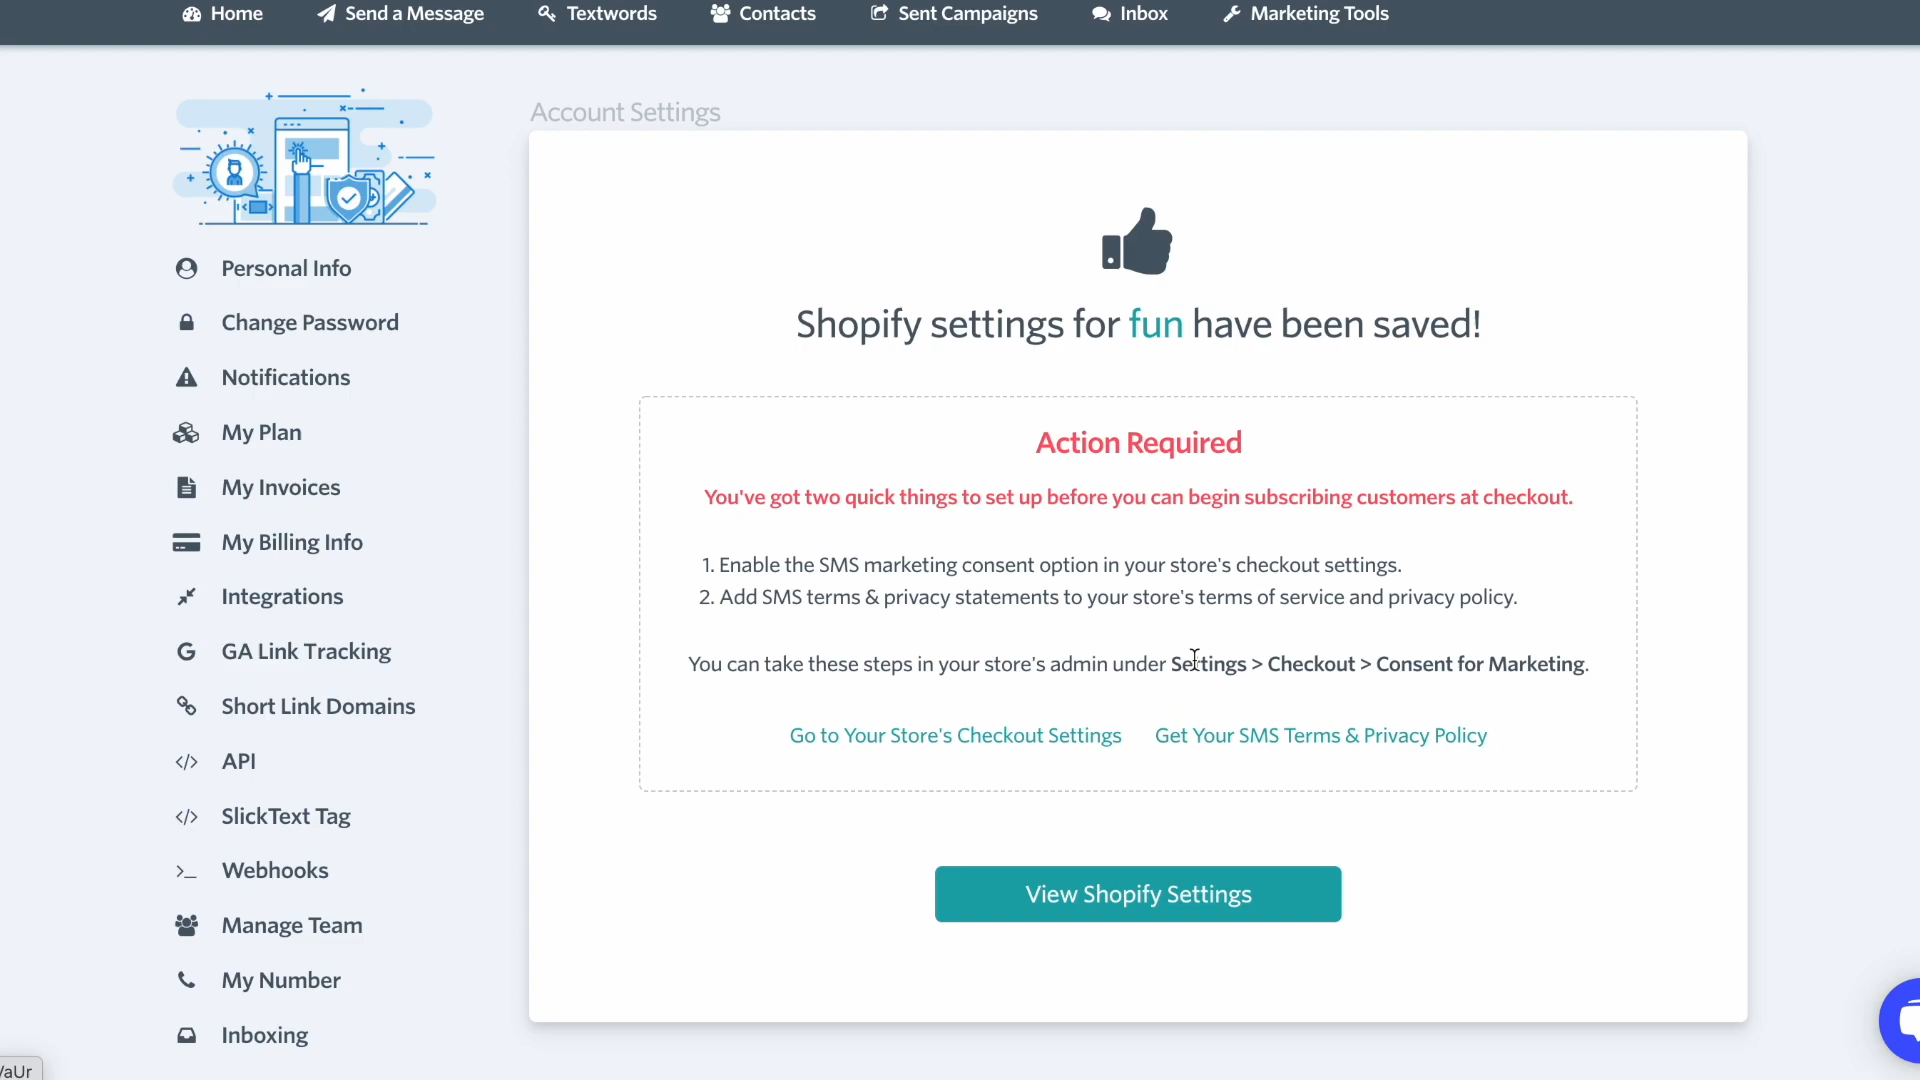 Home
Send a Message
Textwords
Contacts
Sent Campaigns
Inbox
Marketing Tools
Account Settings
Personal Info
Change Password
Notifications
My Plan
My Invoices
My Billing Info
Integrations
GA Link Tracking
Short Link Domains
API
SlickText Tag
Webhooks
Manage Team
My Number
Inboxing
Shopify settings for fun have been saved!
Action Required
You've got two quick things to set up before you can begin subscribing customers at checkout.
1. Enable the SMS marketing consent option in your store's checkout settings.
2. Add SMS terms & privacy statements to your store's terms of service and privacy policy.
You can take these steps in your store's admin under Settings > Checkout > Consent for Marketing.
Go to Your Store's Checkout Settings
Get Your SMS Terms & Privacy Policy
View Shopify Settings